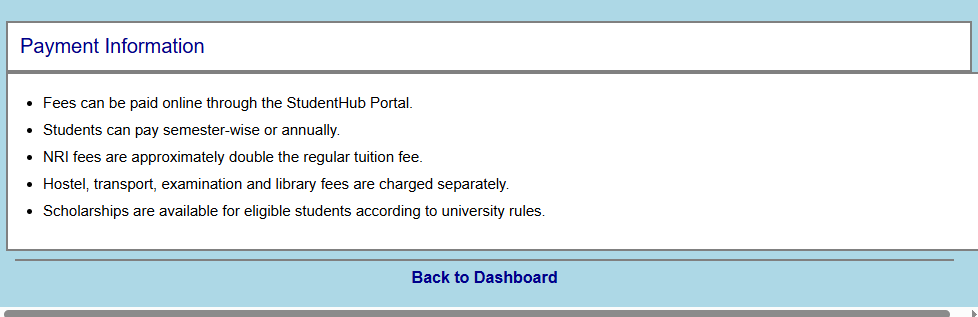 Payment Information
Fees can be paid online through the StudentHub Portal.
Students can pay semester-wise or annually.
NRI fees are approximately double the regular tuition fee.
Hostel, transport, examination and library fees are charged separately.
Scholarships are available for eligible students according to university rules.
Back to Dashboard